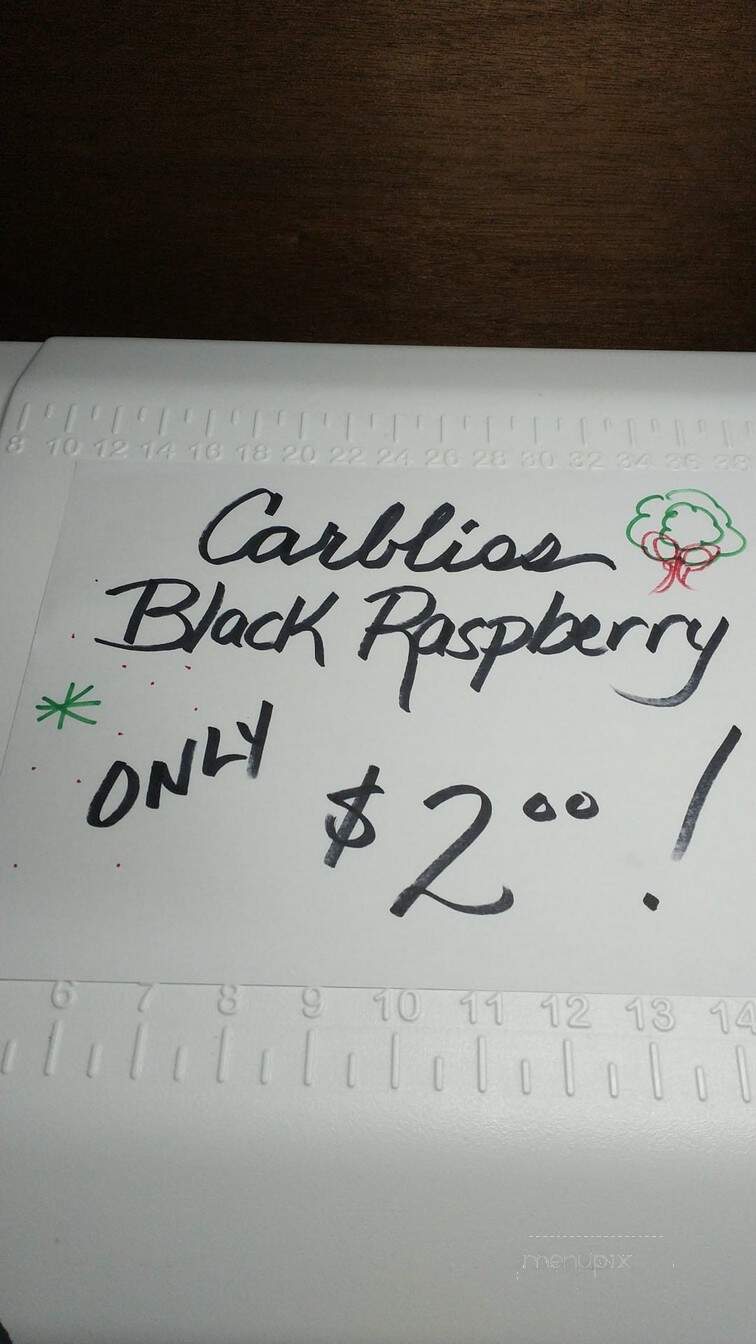 8 10 12 14 16 18 20 22 24 26 28 30 32 34 36 38
Carbliss
Black Raspberry
ONLY
$2.00!
6 7 8 9 10 11 12 13 14
menupix